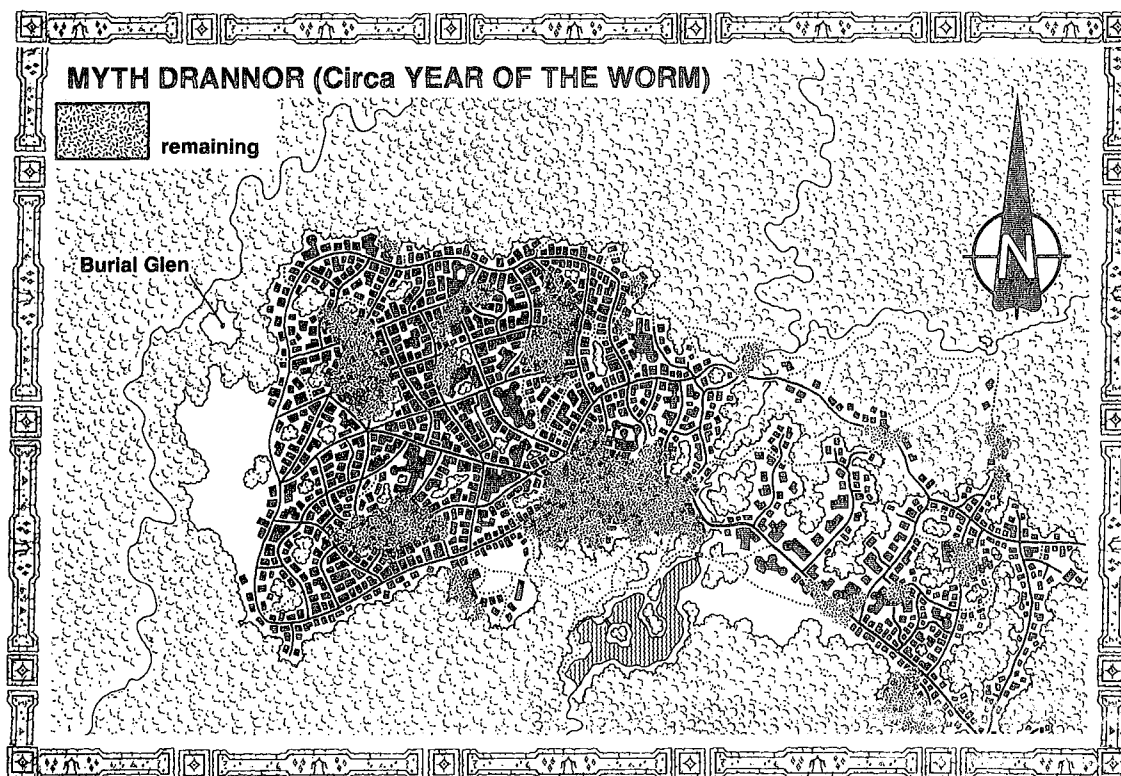 MYTH DRANNOR (Circa YEAR OF THE WORM)
remaining
Burial Glen
N